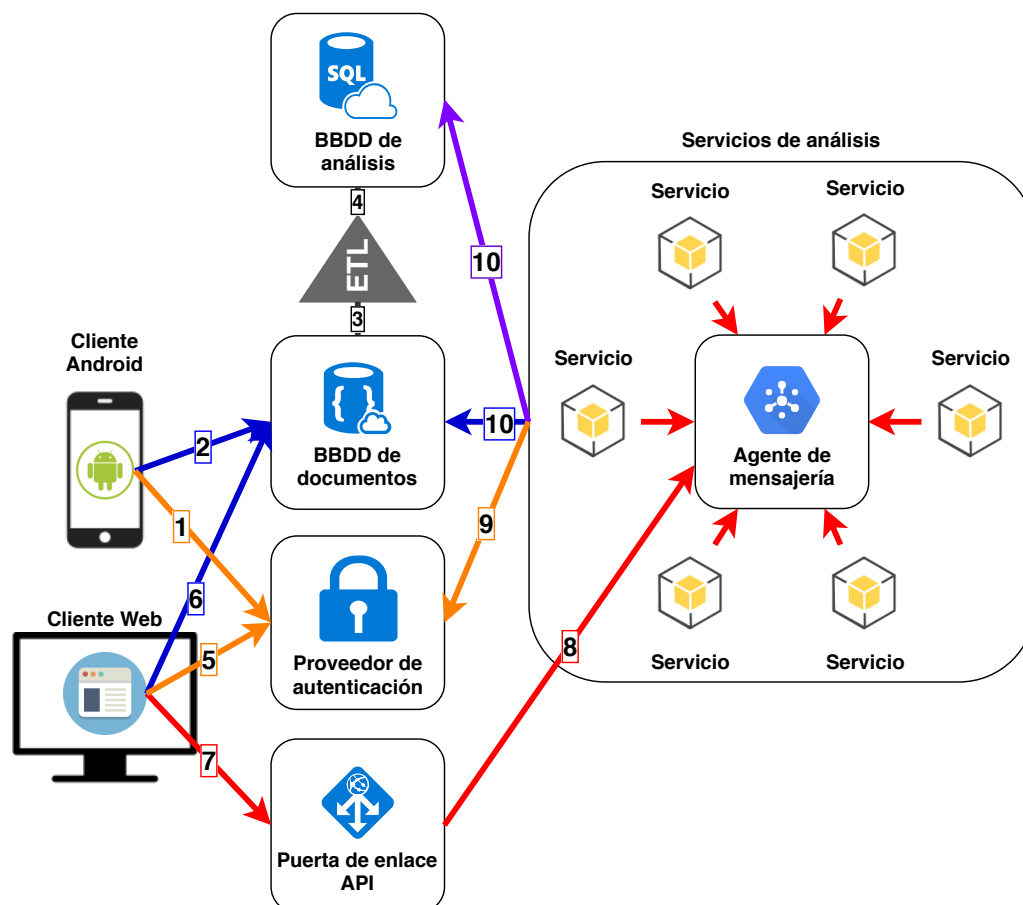 SQL
BBDD de
análisis
4
ETL
3
10
Servicios de análisis
Servicio
Servicio
Servicio
Servicio
Agente de
mensajería
Servicio
Servicio
Cliente
Android
2
1
{ }
BBDD de
documentos
10
9
6
Cliente Web
5
Proveedor de
autenticación
7
8
Puerta de enlace
API